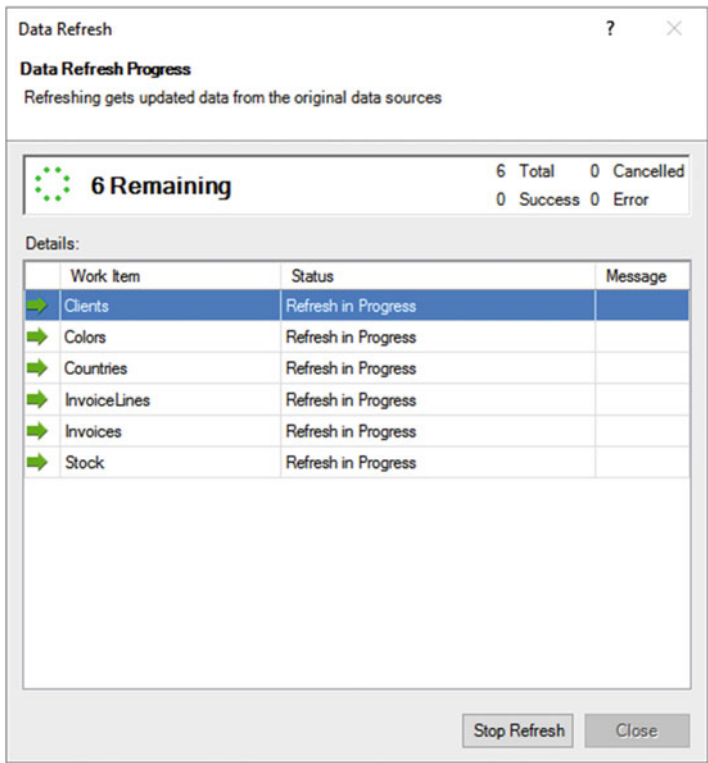 Data Refresh ?
Data Refresh Progress
Refreshing gets updated data from the original data sources
6 Remaining
6 Total 0 Cancelled
0 Success 0 Error
Details:
Work Item Status Message
Clients Refresh in Progress
Colors Refresh in Progress
Countries Refresh in Progress
InvoiceLines Refresh in Progress
Invoices Refresh in Progress
Stock Refresh in Progress
Stop Refresh Close